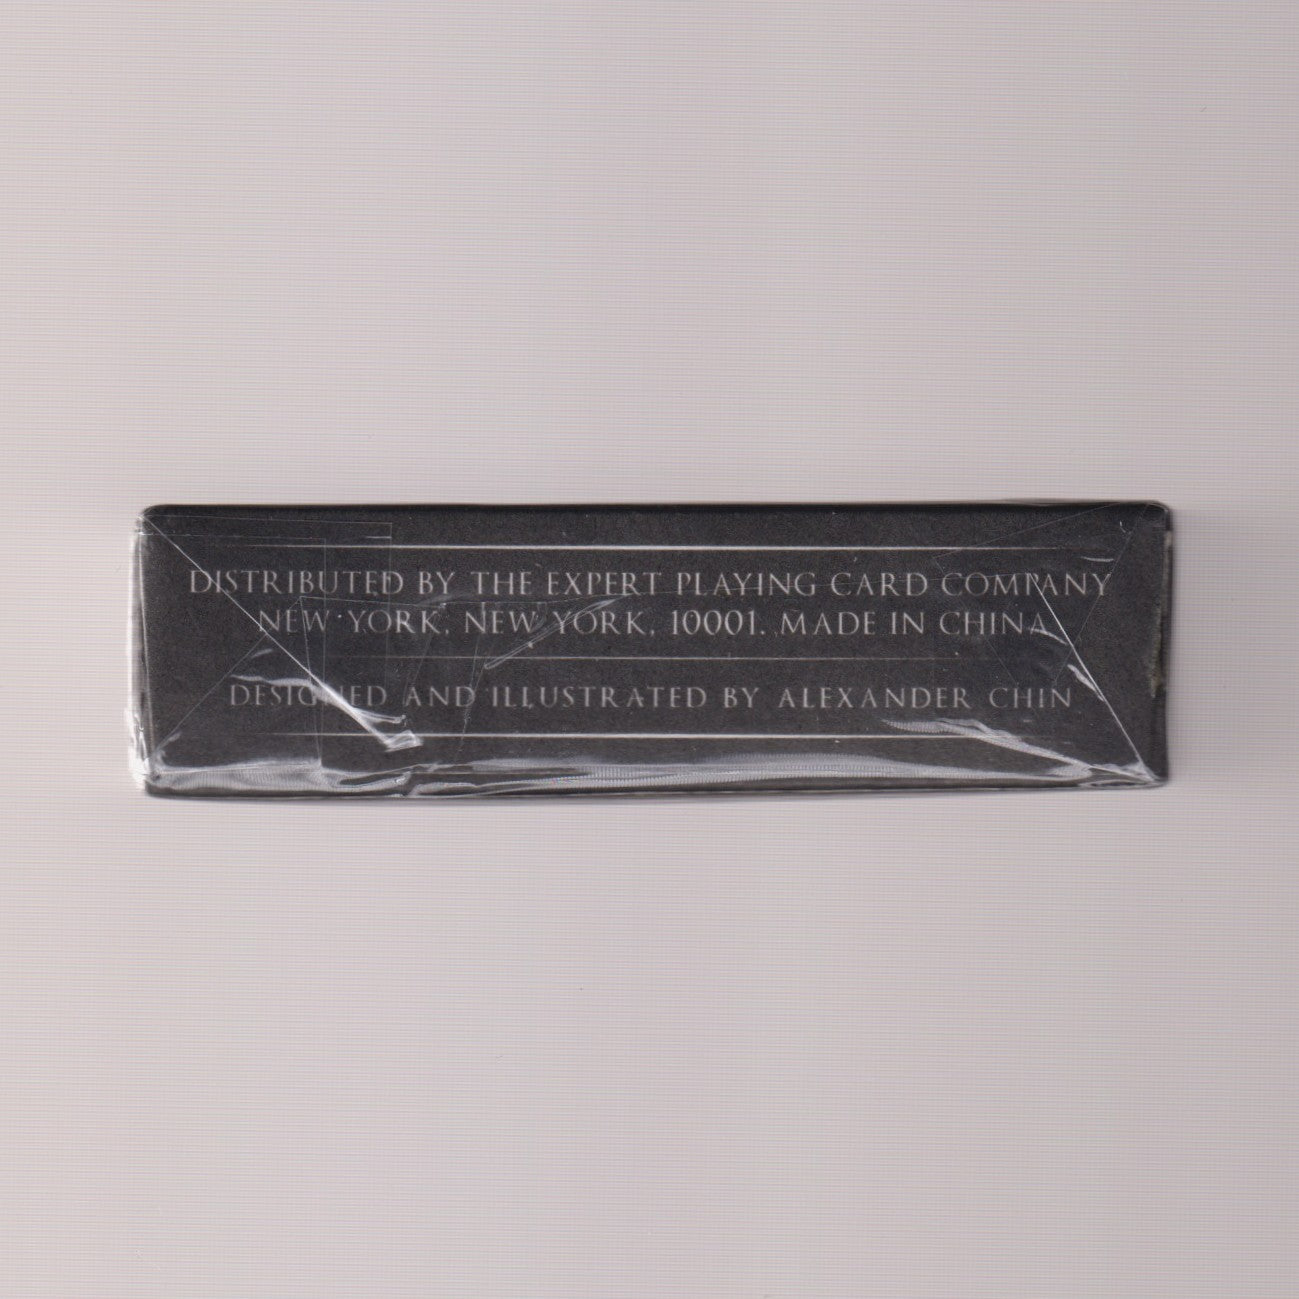 DISTRIBUTED BY THE EXPERT PLAYING CARD COMPANY
NEW YORK, NEW YORK, 10001. MADE IN CHINA
DESIGNED AND ILLUSTRATED BY ALEXANDER CHIN